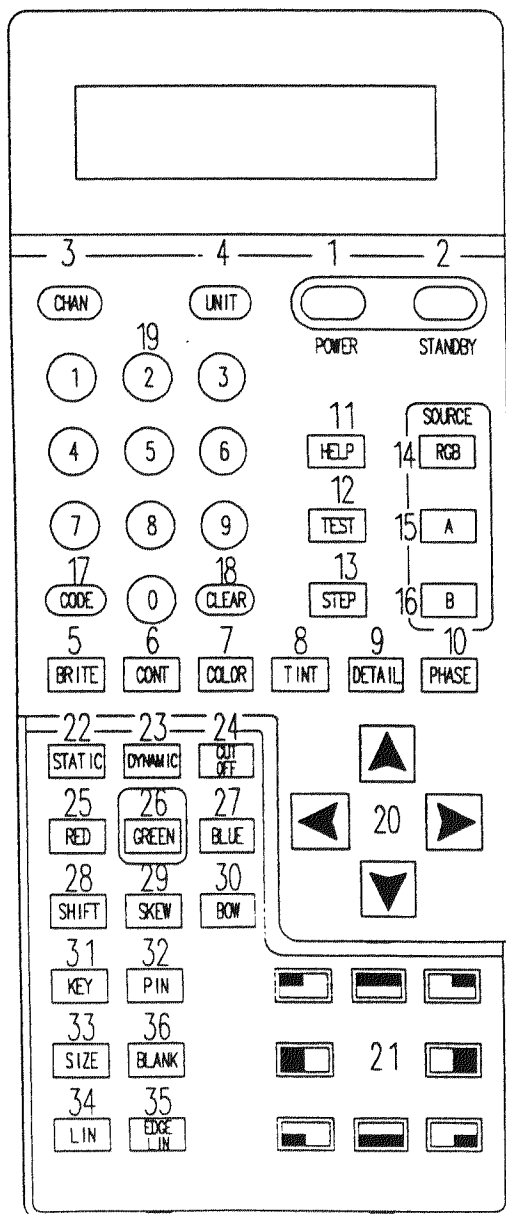 3 4 1 2
CHAN UNIT
POWER STANDBY
19
1 2 3
11 SOURCE
4 5 6 HELP 14 RGB
12
7 8 9 TEST 15 A
17 18 13
CODE 0 CLEAR STEP 16 B
5 6 7 8 9 10
BRITE CONT COLOR TINT DETAIL PHASE
22 23 24
STATIC DYNAMIC CUT
OFF
25 26 27 20
RED GREEN BLUE
28 29 30
SHIFT SKEW BOW
31 32
KEY PIN
33 36 21
SIZE BLANK
34 35
LIN EDGE
LIN